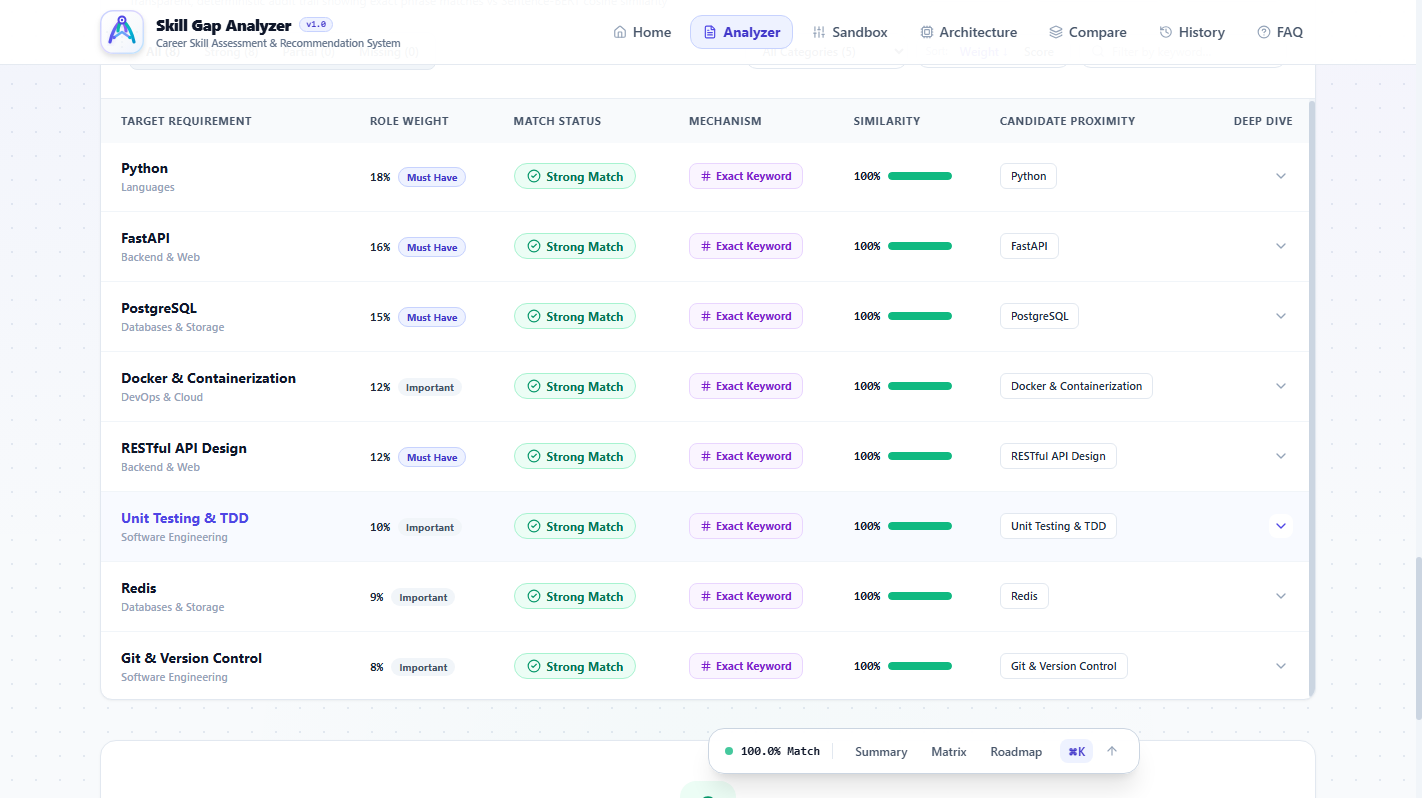 Skill Gap Analyzer v1.0
Career Skill Assessment & Recommendation System
Home Analyzer Sandbox Architecture Compare History FAQ
TARGET REQUIREMENT ROLE WEIGHT MATCH STATUS MECHANISM SIMILARITY CANDIDATE PROXIMITY DEEP DIVE
Python
Languages
18% Must Have Strong Match # Exact Keyword 100% Python
FastAPI
Backend & Web
16% Must Have Strong Match # Exact Keyword 100% FastAPI
PostgreSQL
Databases & Storage
15% Must Have Strong Match # Exact Keyword 100% PostgreSQL
Docker & Containerization
DevOps & Cloud
12% Important Strong Match # Exact Keyword 100% Docker & Containerization
RESTful API Design
Backend & Web
12% Must Have Strong Match # Exact Keyword 100% RESTful API Design
Unit Testing & TDD
Software Engineering
10% Important Strong Match # Exact Keyword 100% Unit Testing & TDD
Redis
Databases & Storage
9% Important Strong Match # Exact Keyword 100% Redis
Git & Version Control
Software Engineering
8% Important Strong Match # Exact Keyword 100% Git & Version Control
100.0% Match Summary Matrix Roadmap ⌘K